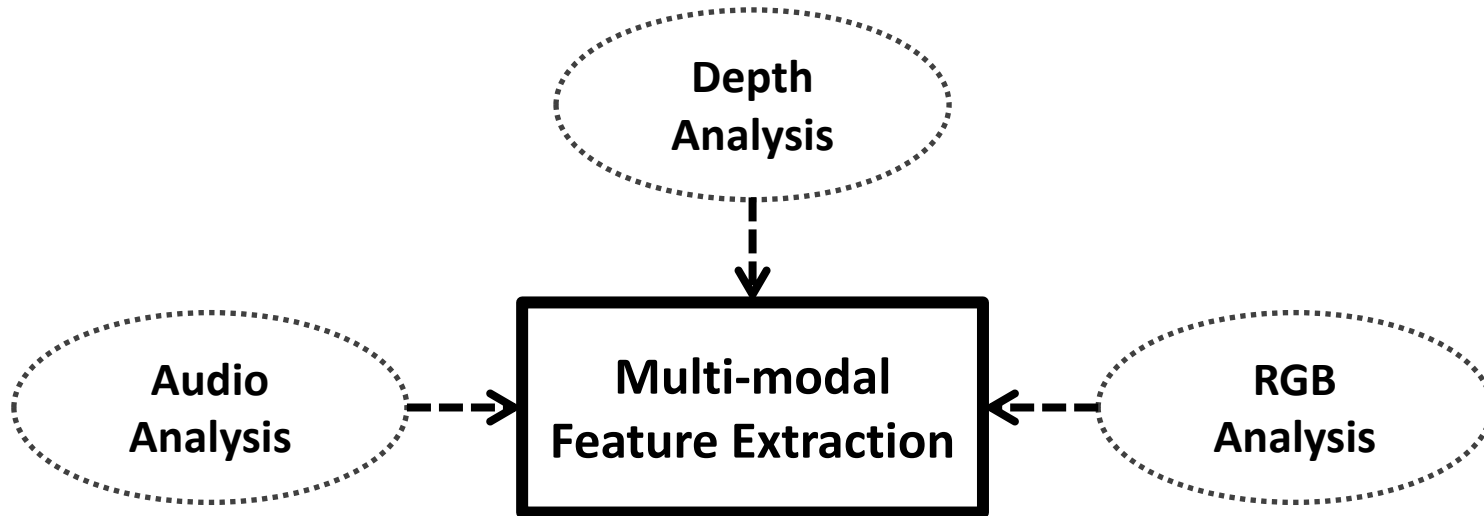 Depth
Analysis
Audio
Analysis
Multi-modal
Feature Extraction
RGB
Analysis